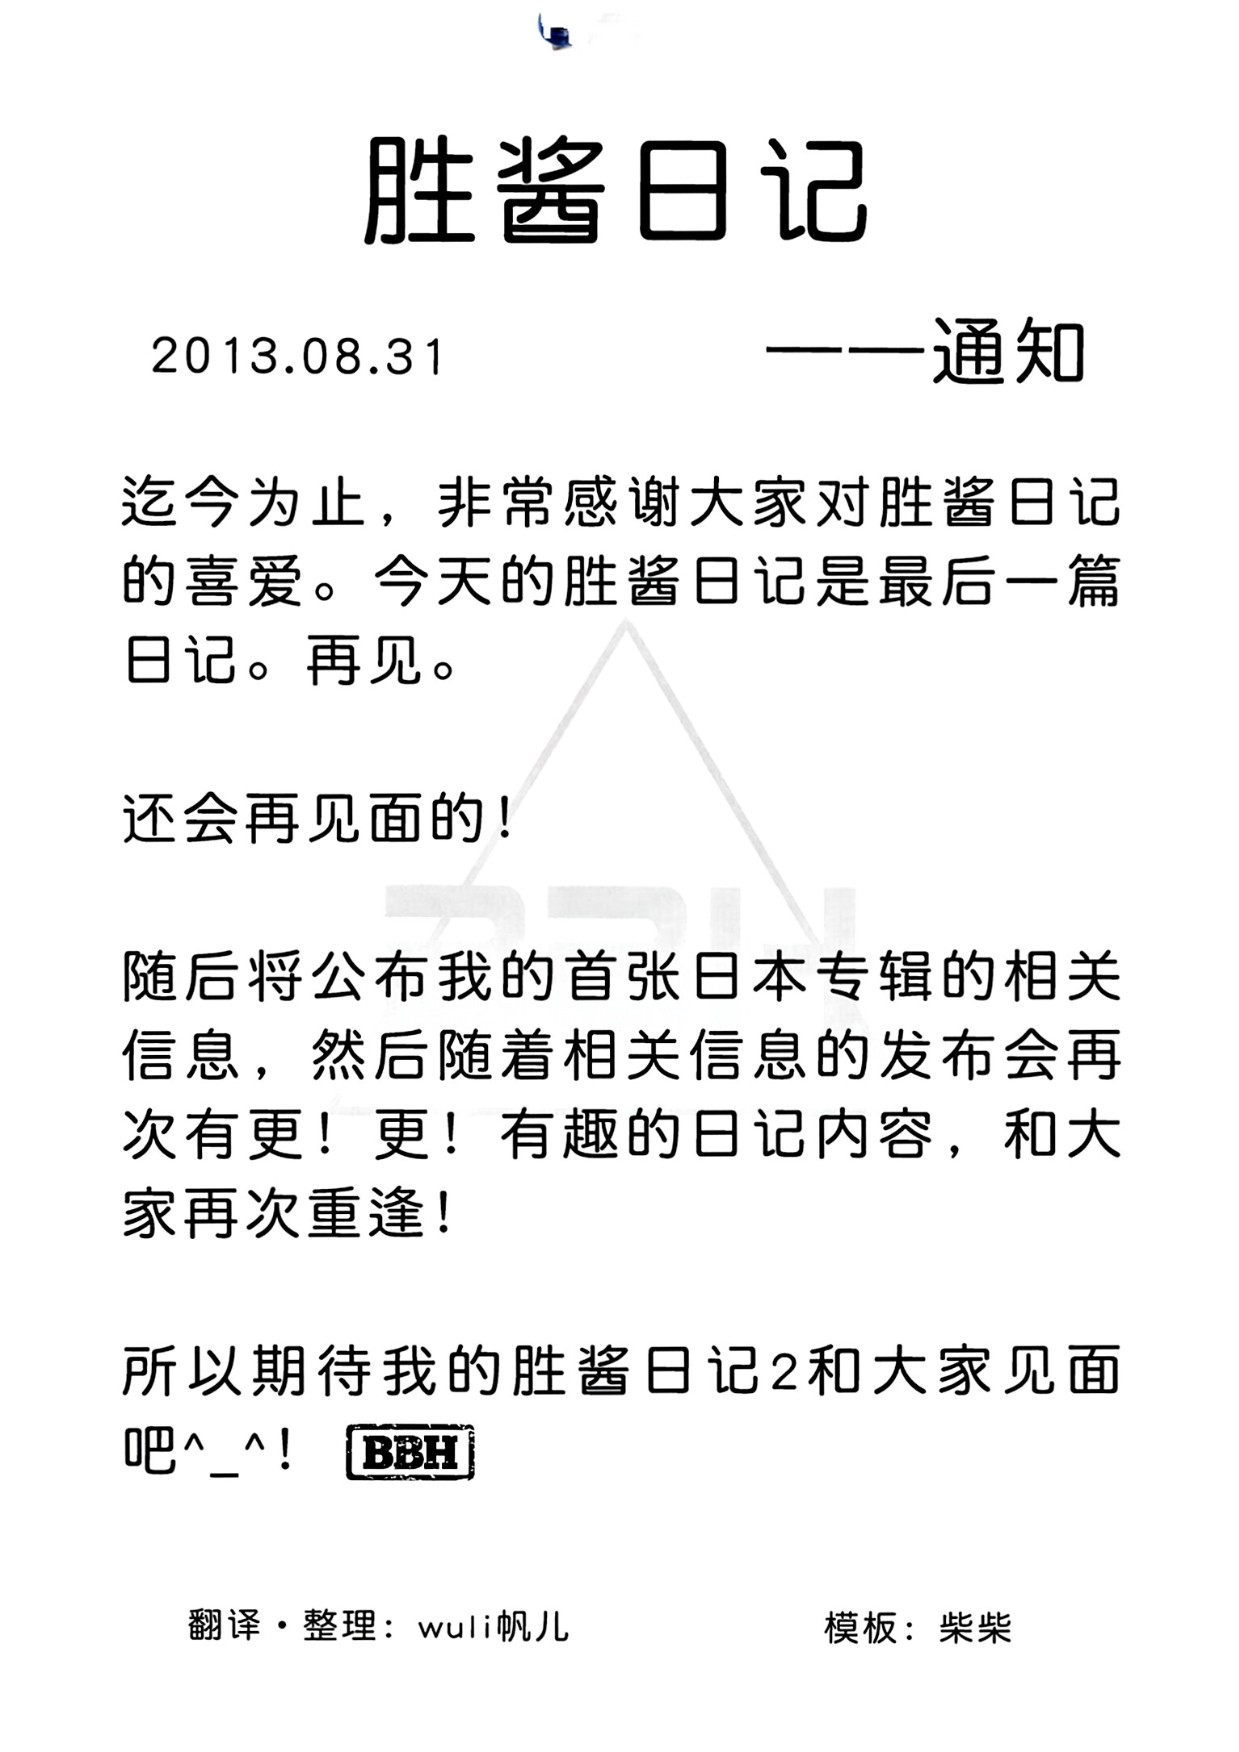 胜酱日记
2013.08.31
——通知
迄今为止，非常感谢大家对胜酱日记
的喜爱。今天的胜酱日记是最后一篇
日记。再见。
还会再见面的！
随后将公布我的首张日本专辑的相关
信息，然后随着相关信息的发布会再
次有更！更！有趣的日记内容，和大
家再次重逢！
所以期待我的胜酱日记2和大家见面
吧^_^！ BBH
翻译·整理：wuli帆儿
模板：柴柴